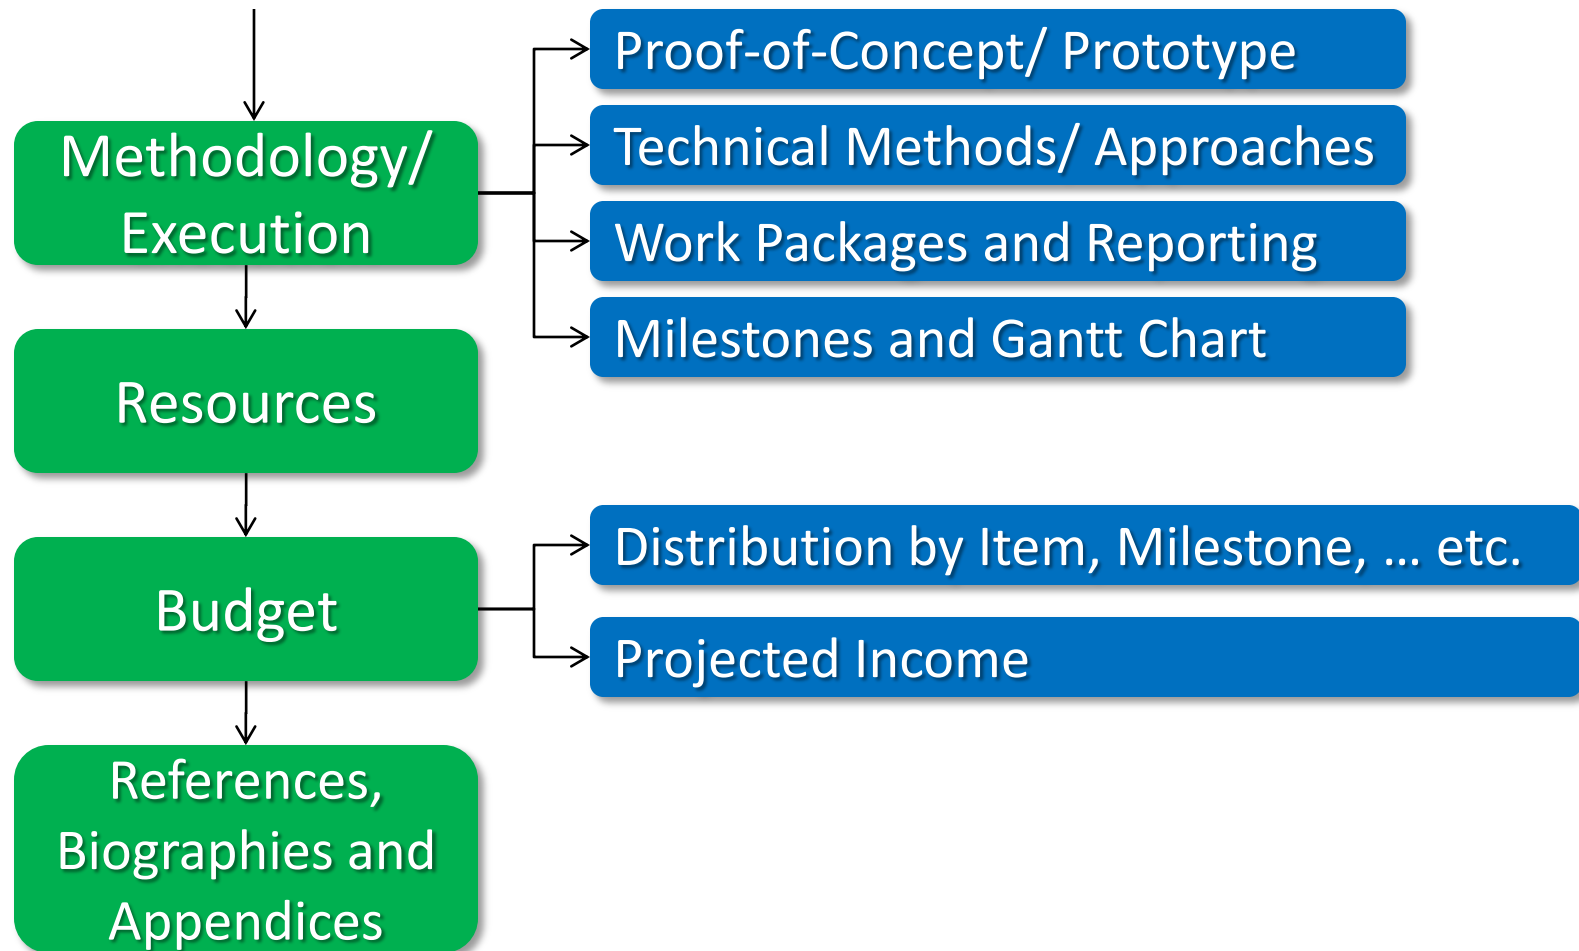 Methodology/
Execution
Proof-of-Concept/ Prototype
Technical Methods/ Approaches
Work Packages and Reporting
Milestones and Gantt Chart
Resources
Budget
Distribution by Item, Milestone, ... etc.
Projected Income
References,
Biographies and
Appendices